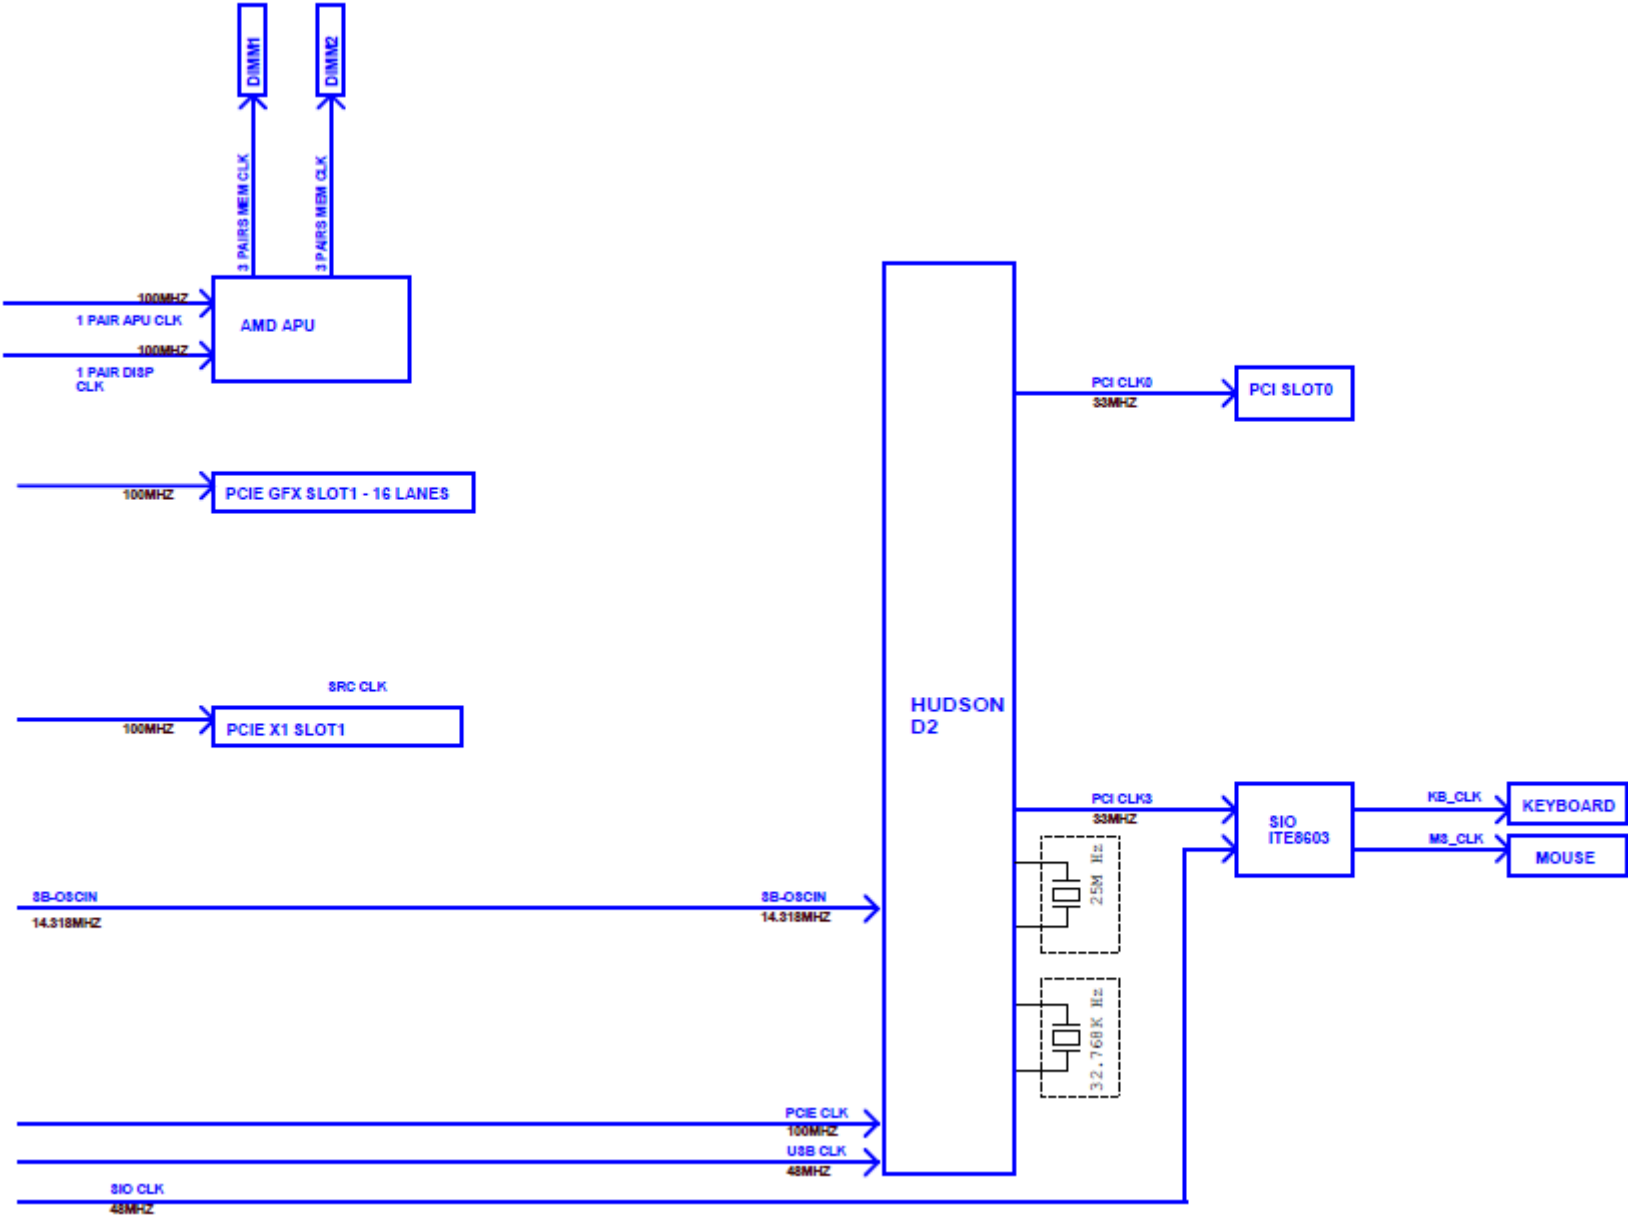 DIMM1
DIMM2
3 PAIRS MEM CLK
3 PAIRS MEM CLK
100MHZ
1 PAIR APU CLK
100MHZ
1 PAIR DISP
CLK
AMD APU
PCI CLK0
33MHZ
PCI SLOT0
100MHZ
PCIE GFX SLOT1 - 16 LANES
SRC CLK
100MHZ
PCIE X1 SLOT1
HUDSON
D2
PCI CLK3
33MHZ
SIO
ITE8603
KB_CLK
KEYBOARD
MS_CLK
MOUSE
25M Hz
SB-OSCIN
14.318MHZ
SB-OSCIN
14.318MHZ
32.768K Hz
PCIE CLK
100MHZ
USB CLK
48MHZ
SIO CLK
48MHZ